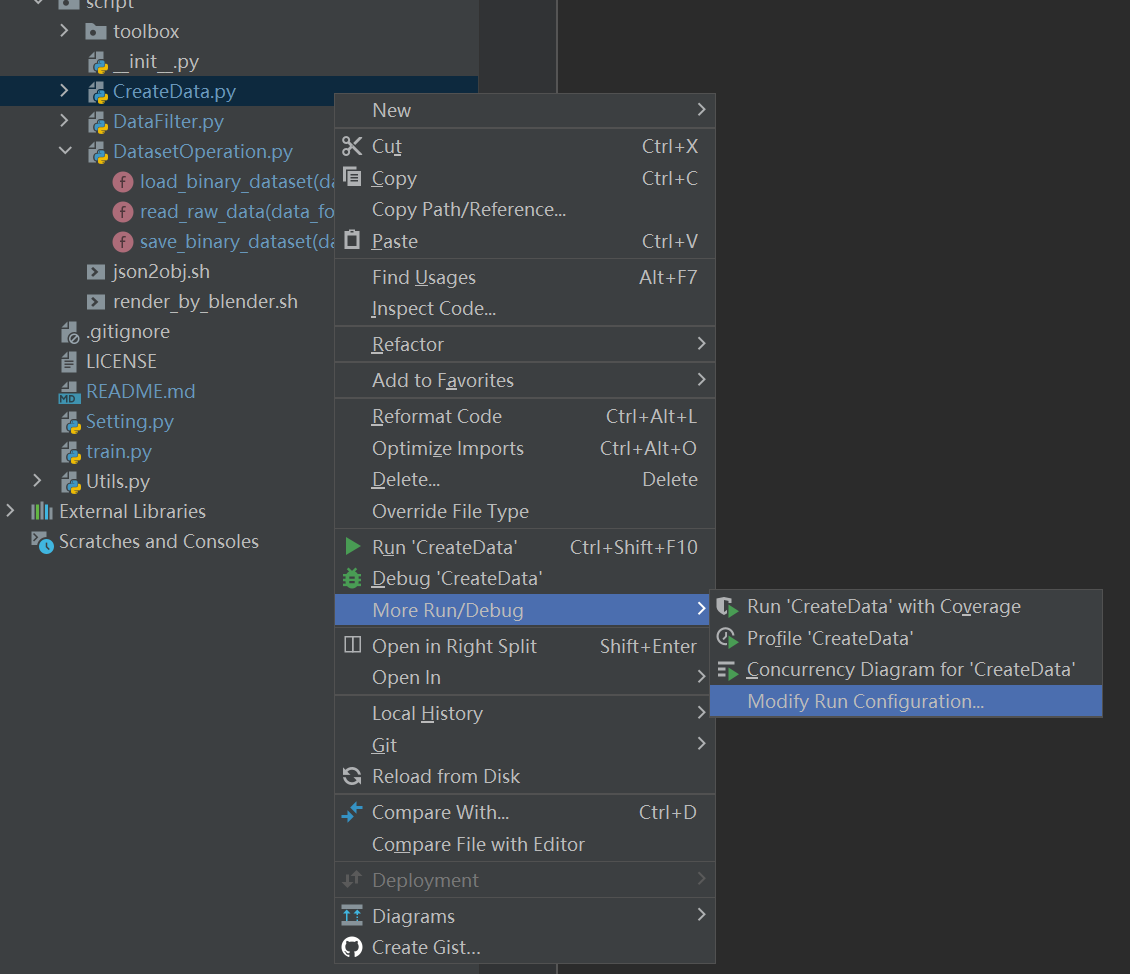 script
toolbox
__init__.py
CreateData.py
DataFilter.py
DatasetOperation.py
load_binary_dataset(da
read_raw_data(data_fo
save_binary_dataset(da
json2obj.sh
render_by_blender.sh
.gitignore
LICENSE
MD README.md
Setting.py
train.py
Utils.py
External Libraries
Scratches and Consoles
New
Cut Ctrl+X
Copy Ctrl+C
Copy Path/Reference...
Paste Ctrl+V
Find Usages Alt+F7
Inspect Code...
Refactor
Add to Favorites
Reformat Code Ctrl+Alt+L
Optimize Imports Ctrl+Alt+O
Delete... Delete
Override File Type
Run 'CreateData' Ctrl+Shift+F10
Debug 'CreateData'
More Run/Debug
Open in Right Split Shift+Enter
Open In
Local History
Git
Reload from Disk
Compare With... Ctrl+D
Compare File with Editor
Deployment
Diagrams
Create Gist...
Run 'CreateData' with Coverage
Profile 'CreateData'
Concurrency Diagram for 'CreateData'
Modify Run Configuration...